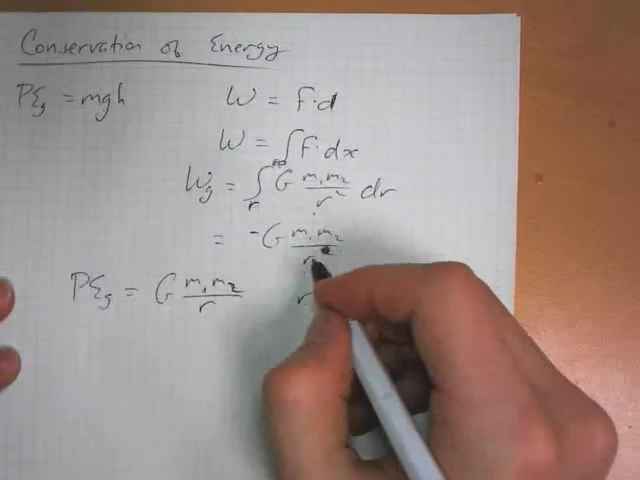 Conservation of Energy
PEg = mgh W = F·d
W = ∫F·dx
Wg = ∫r^∞ G m₁m₂/r² dr
= -G m₁m₂/r
PEg = G m₁m₂/r r